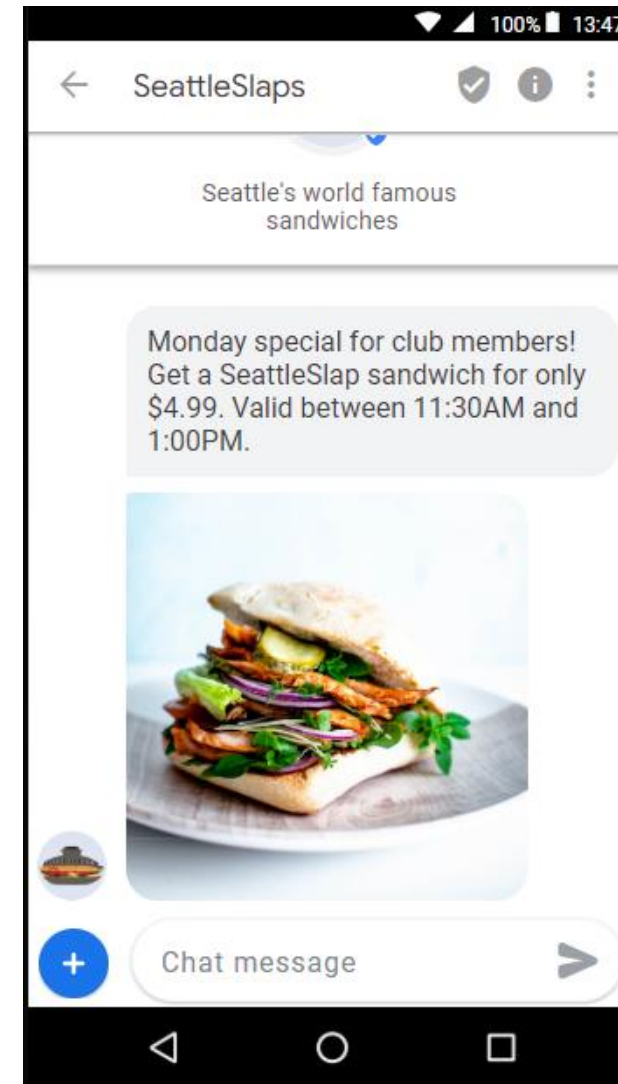 100% 13:47
SeattleSlaps
Seattle's world famous
sandwiches
Monday special for club members!
Get a SeattleSlap sandwich for only
$4.99. Valid between 11:30AM and
1:00PM.
Chat message